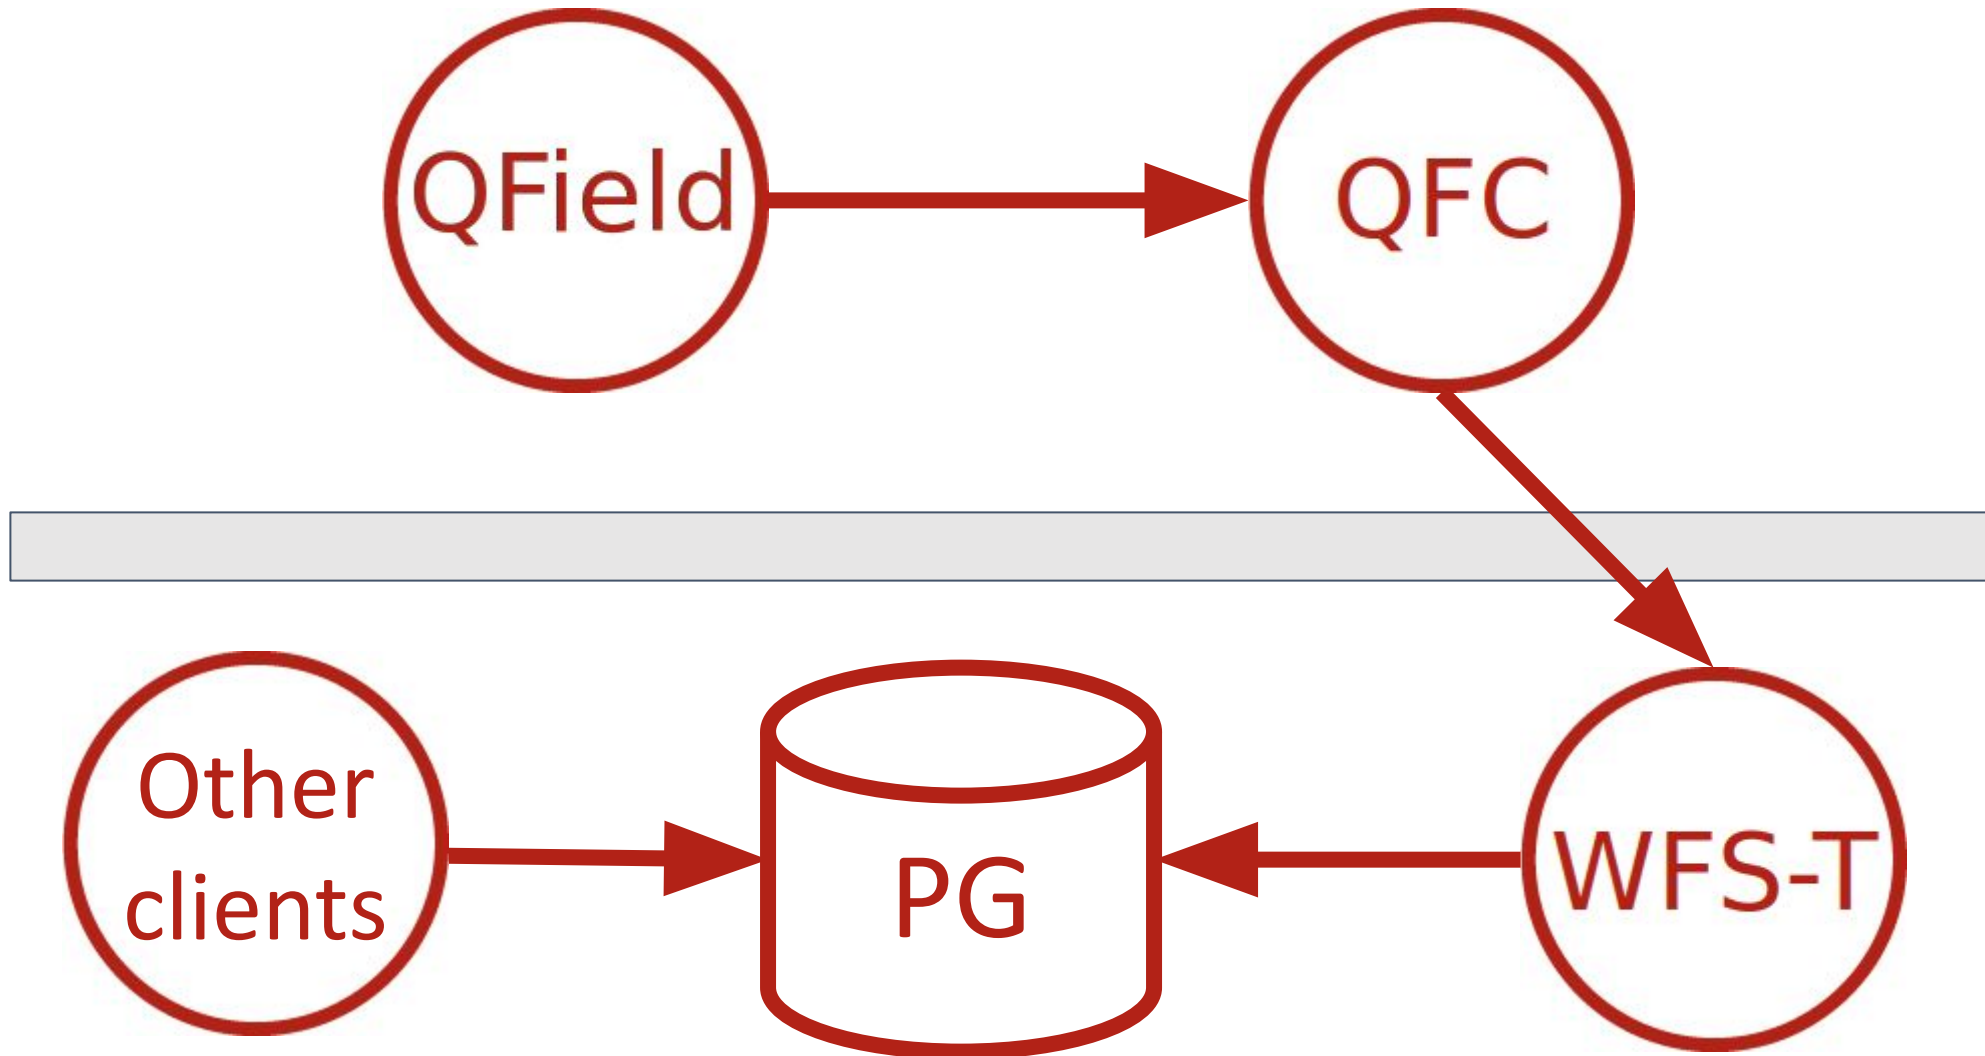 QField
QFC
Other
clients
PG
WFS-T